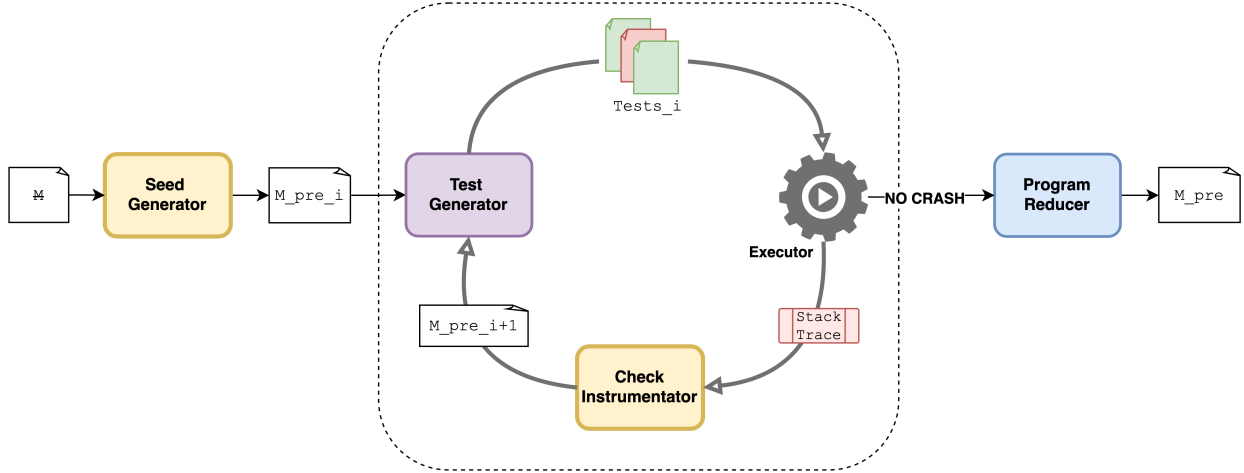 M
Seed
Generator
M_pre_i
Test
Generator
Tests_i
Executor
NO CRASH
Program
Reducer
M_pre
Stack
Trace
Check
Instrumentator
M_pre_i+1